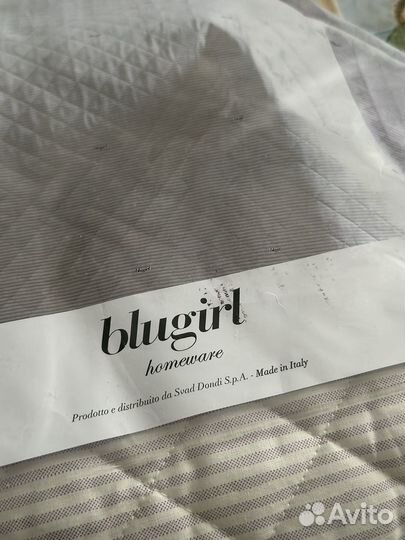 blugirl
homeware
Prodotto e distribuito da Svad Dondi S.p.A. - Made in Italy
Avito